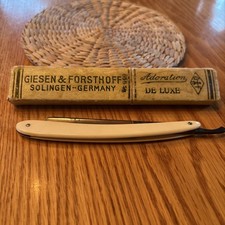 GIESEN & FORSTHOFF
SOLINGEN-GERMANY
Adoration
DE LUXE